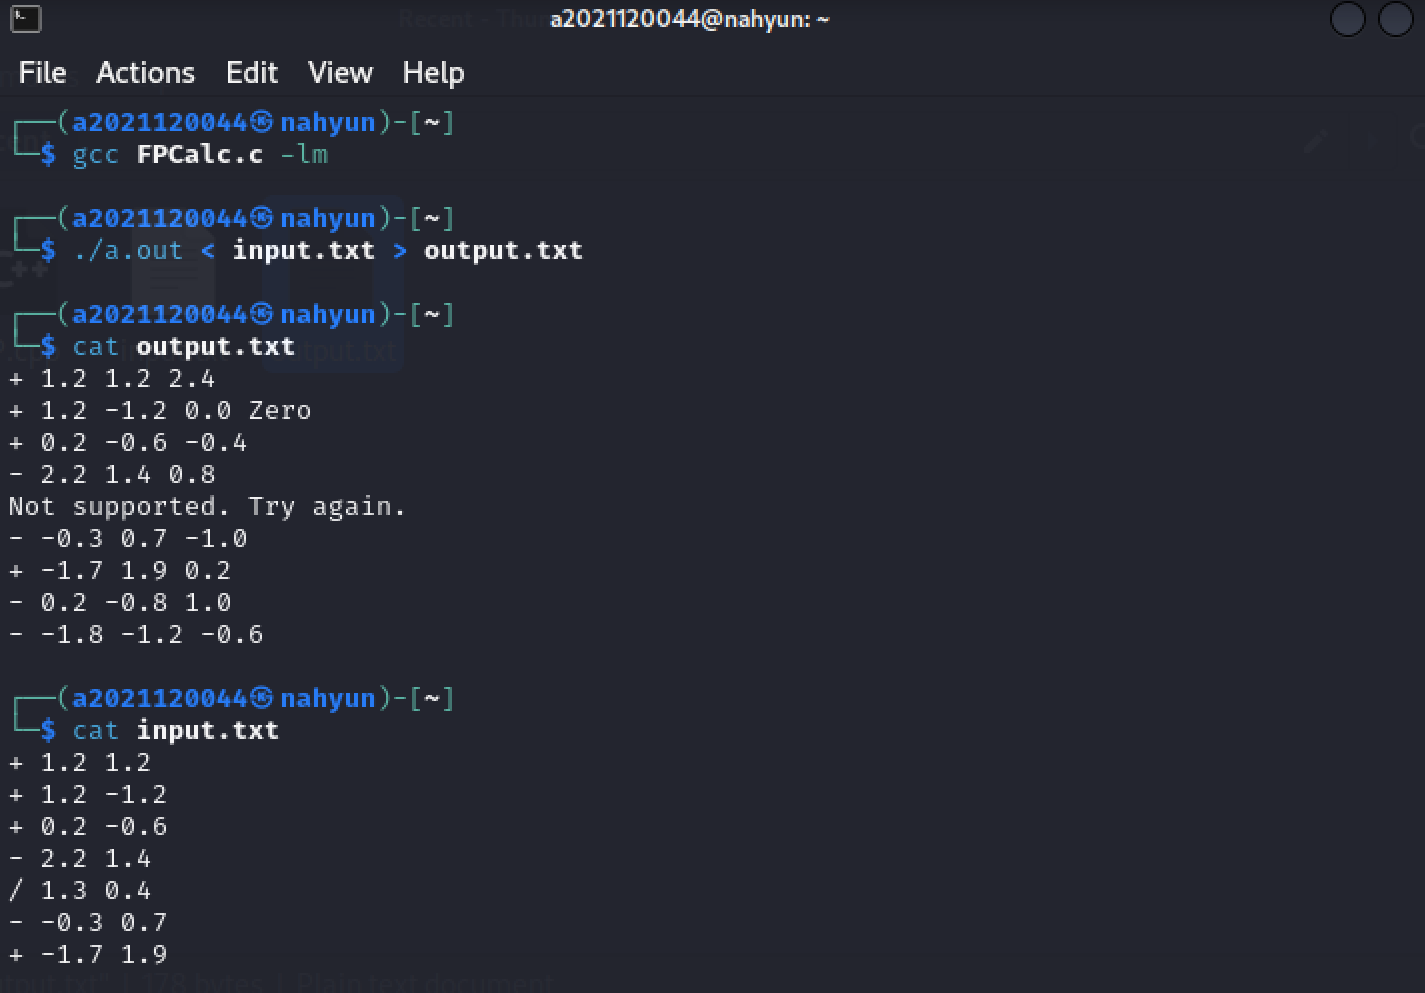 a2021120044@nahyun: ~
File Actions Edit View Help
┌──(a2021120044㉿nahyun)-[~]
└─$ gcc FPCalc.c -lm
┌──(a2021120044㉿nahyun)-[~]
└─$ ./a.out < input.txt > output.txt
┌──(a2021120044㉿nahyun)-[~]
└─$ cat output.txt
+ 1.2 1.2 2.4
+ 1.2 -1.2 0.0 Zero
+ 0.2 -0.6 -0.4
- 2.2 1.4 0.8
Not supported. Try again.
- -0.3 0.7 -1.0
+ -1.7 1.9 0.2
- 0.2 -0.8 1.0
- -1.8 -1.2 -0.6
┌──(a2021120044㉿nahyun)-[~]
└─$ cat input.txt
+ 1.2 1.2
+ 1.2 -1.2
+ 0.2 -0.6
- 2.2 1.4
/ 1.3 0.4
- -0.3 0.7
+ -1.7 1.9